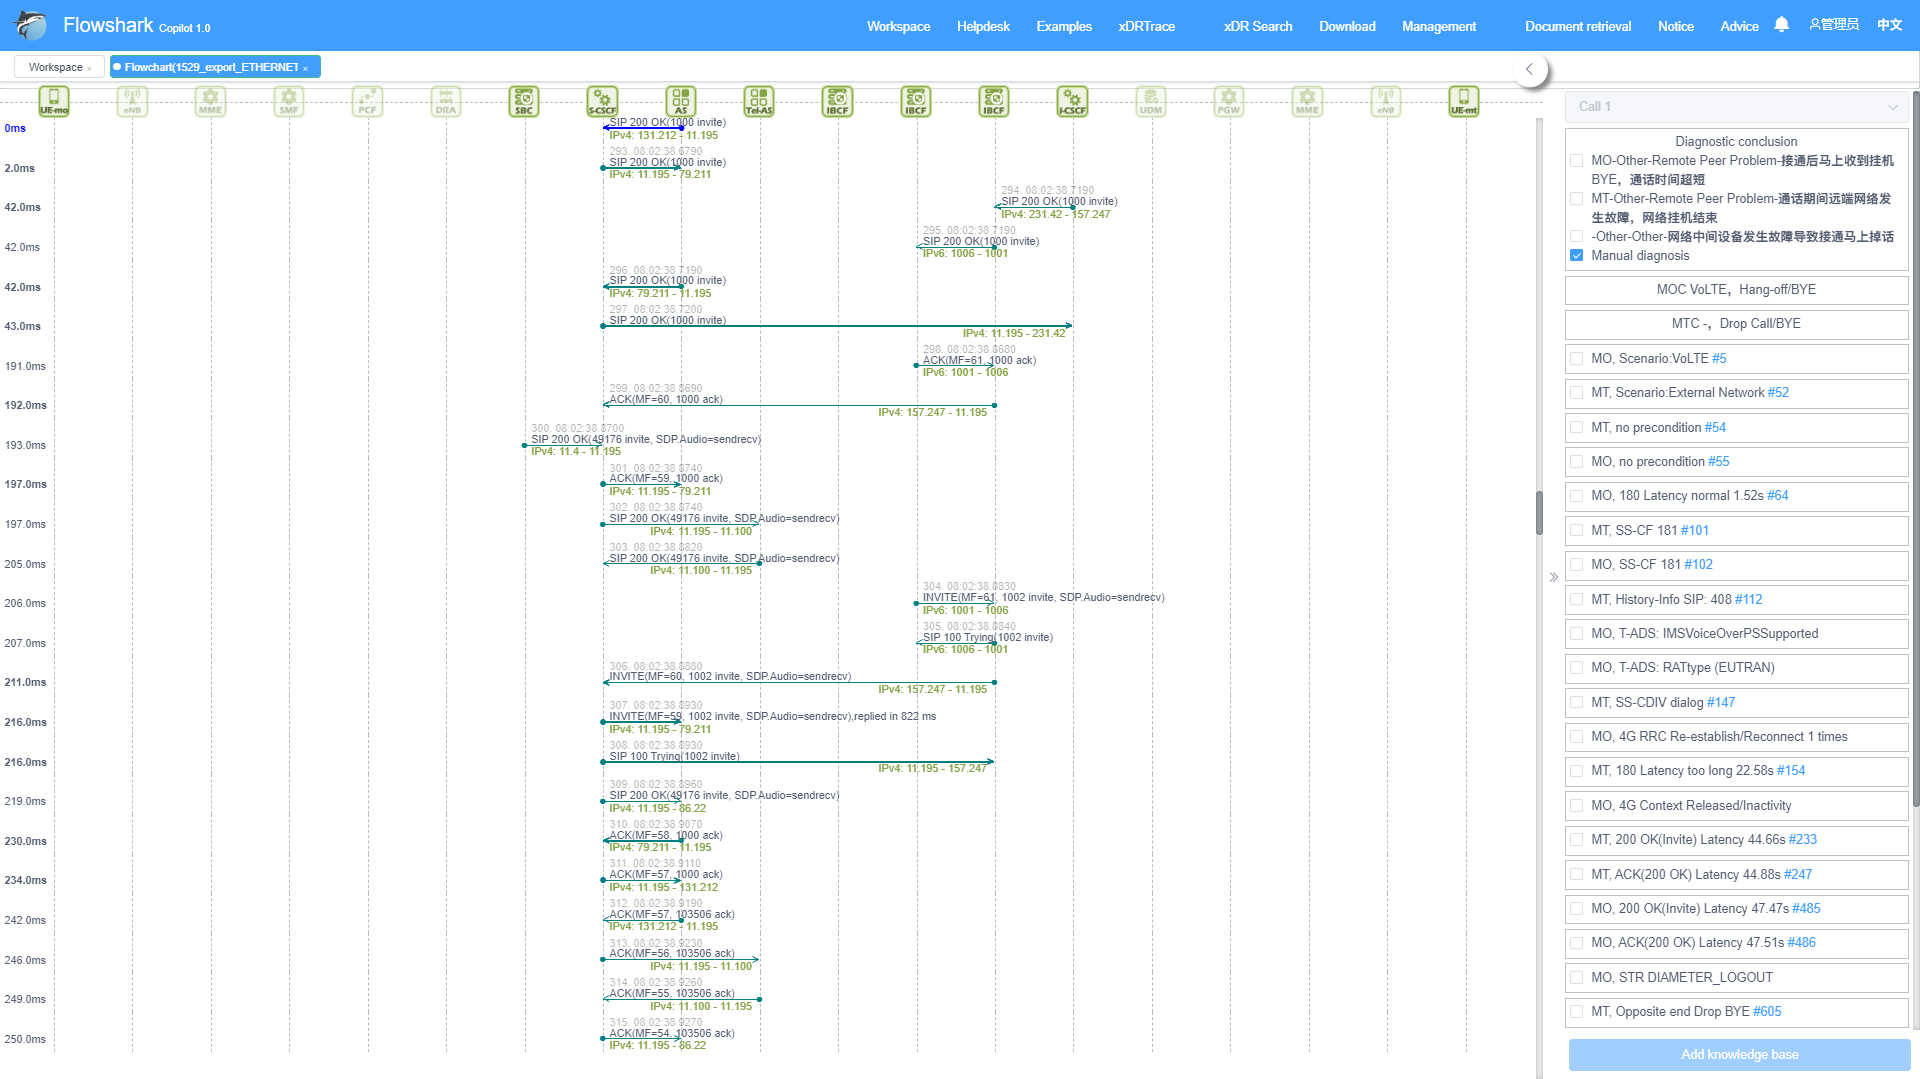 Flowshark Copilot 1.0
Workspace Helpdesk Examples xDRTrace xDR Search Download Management Document retrieval Notice Advice 管理员 中文
Workspace × Flowchart(1529_export_ETHERNET ×
UE-mo eNB MME SMF PCF DRA SBC S-CSCF AS Tel-AS IBCF IBCF IBCF I-CSCF UDM PGW MME eNB UE-mt
0ms
SIP 200 OK(1000 invite)
IPv4: 131.212 - 11.195
293. 08:02:38.6790
2.0ms
SIP 200 OK(1000 invite)
IPv4: 11.195 - 79.211
294. 08:02:38.7190
42.0ms
SIP 200 OK(1000 invite)
IPv4: 231.42 - 157.247
295. 08:02:38.7190
42.0ms
SIP 200 OK(1000 invite)
IPv6: 1006 - 1001
296. 08:02:38.7190
42.0ms
SIP 200 OK(1000 invite)
IPv4: 79.211 - 11.195
297. 08:02:38.7200
43.0ms
SIP 200 OK(1000 invite)
IPv4: 11.195 - 231.42
298. 08:02:38.8680
191.0ms
ACK(MF=61, 1000 ack)
IPv6: 1001 - 1006
299. 08:02:38.8690
192.0ms
ACK(MF=60, 1000 ack)
IPv4: 157.247 - 11.195
300. 08:02:38.8700
193.0ms
SIP 200 OK(49176 invite, SDP.Audio=sendrecv)
IPv4: 11.4 - 11.195
301. 08:02:38.8740
197.0ms
ACK(MF=59, 1000 ack)
IPv4: 11.195 - 79.211
302. 08:02:38.8740
197.0ms
SIP 200 OK(49176 invite, SDP.Audio=sendrecv)
IPv4: 11.195 - 11.100
303. 08:02:38.8820
205.0ms
SIP 200 OK(49176 invite, SDP.Audio=sendrecv)
IPv4: 11.100 - 11.195
304. 08:02:38.8830
206.0ms
INVITE(MF=61, 1002 invite, SDP.Audio=sendrecv)
IPv6: 1001 - 1006
305. 08:02:38.8840
207.0ms
SIP 100 Trying(1002 invite)
IPv6: 1006 - 1001
306. 08:02:38.8880
211.0ms
INVITE(MF=60, 1002 invite, SDP.Audio=sendrecv)
IPv4: 157.247 - 11.195
307. 08:02:38.8930
216.0ms
INVITE(MF=59, 1002 invite, SDP.Audio=sendrecv),replied in 822 ms
IPv4: 11.195 - 79.211
308. 08:02:38.8930
216.0ms
SIP 100 Trying(1002 invite)
IPv4: 11.195 - 157.247
309. 08:02:38.8960
219.0ms
SIP 200 OK(49176 invite, SDP.Audio=sendrecv)
IPv4: 11.195 - 86.22
310. 08:02:38.9070
230.0ms
ACK(MF=58, 1000 ack)
IPv4: 79.211 - 11.195
311. 08:02:38.9110
234.0ms
ACK(MF=57, 1000 ack)
IPv4: 11.195 - 131.212
312. 08:02:38.9190
242.0ms
ACK(MF=57, 103506 ack)
IPv4: 131.212 - 11.195
313. 08:02:38.9230
246.0ms
ACK(MF=56, 103506 ack)
IPv4: 11.195 - 11.100
314. 08:02:38.9260
249.0ms
ACK(MF=55, 103506 ack)
IPv4: 11.100 - 11.195
315. 08:02:38.9270
250.0ms
ACK(MF=54, 103506 ack)
IPv4: 11.195 - 86.22
Call 1
Diagnostic conclusion
MO-Other-Remote Peer Problem-接通后马上收到挂机
BYE，通话时间超短
MT-Other-Remote Peer Problem-通话期间远端网络发
生故障，网络挂机结束
-Other-Other-网络中间设备发生故障导致接通马上掉话
Manual diagnosis
MOC VoLTE，Hang-off/BYE
MTC -，Drop Call/BYE
MO, Scenario:VoLTE #5
MT, Scenario:External Network #52
MT, no precondition #54
MO, no precondition #55
MO, 180 Latency normal 1.52s #64
MT, SS-CF 181 #101
MO, SS-CF 181 #102
MT, History-Info SIP: 408 #112
MO, T-ADS: IMSVoiceOverPSSupported
MO, T-ADS: RATtype (EUTRAN)
MT, SS-CDIV dialog #147
MO, 4G RRC Re-establish/Reconnect 1 times
MT, 180 Latency too long 22.58s #154
MO, 4G Context Released/Inactivity
MT, 200 OK(Invite) Latency 44.66s #233
MT, ACK(200 OK) Latency 44.88s #247
MO, 200 OK(Invite) Latency 47.47s #485
MO, ACK(200 OK) Latency 47.51s #486
MO, STR DIAMETER_LOGOUT
MT, Opposite end Drop BYE #605
Add knowledge base